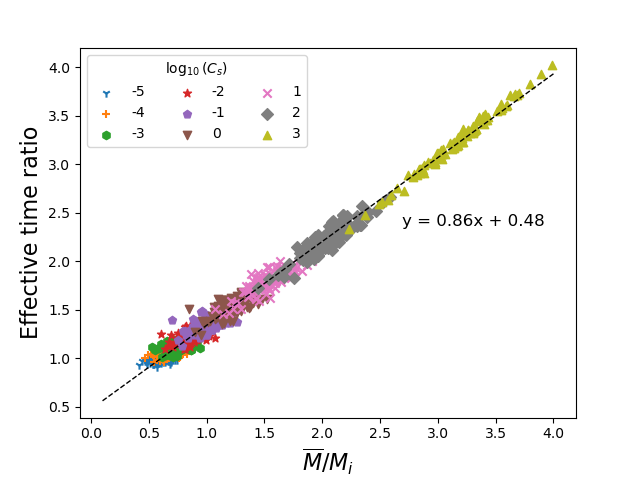 log₁₀(Cₛ)
-5 -2 1
-4 -1 2
-3 0 3
4.0
3.5
3.0
2.5
2.0
1.5
1.0
0.5
Effective time ratio
y = 0.86x + 0.48
0.0 0.5 1.0 1.5 2.0 2.5 3.0 3.5 4.0
M̅/Mᵢ